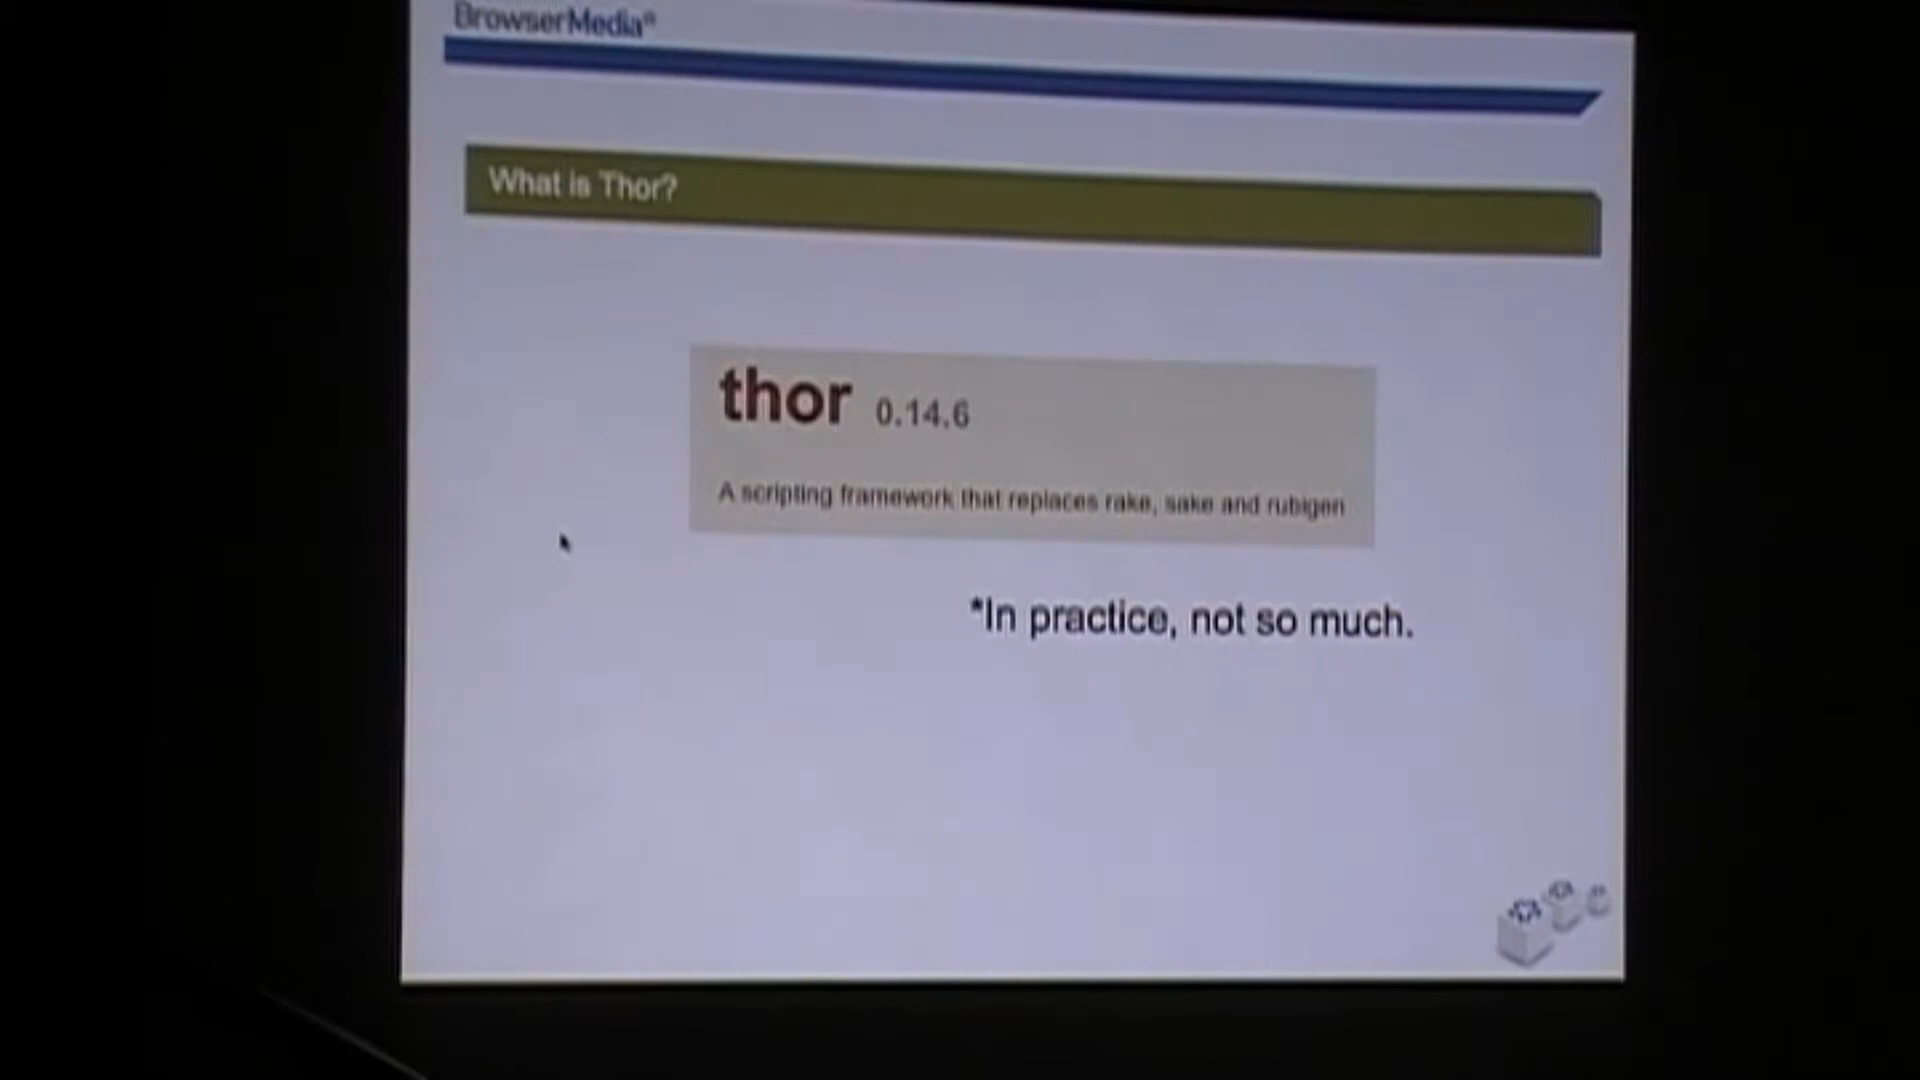 BrowserMedia®
What is Thor?
thor 0.14.6
A scripting framework that replaces rake, sake and rubigen
*In practice, not so much.